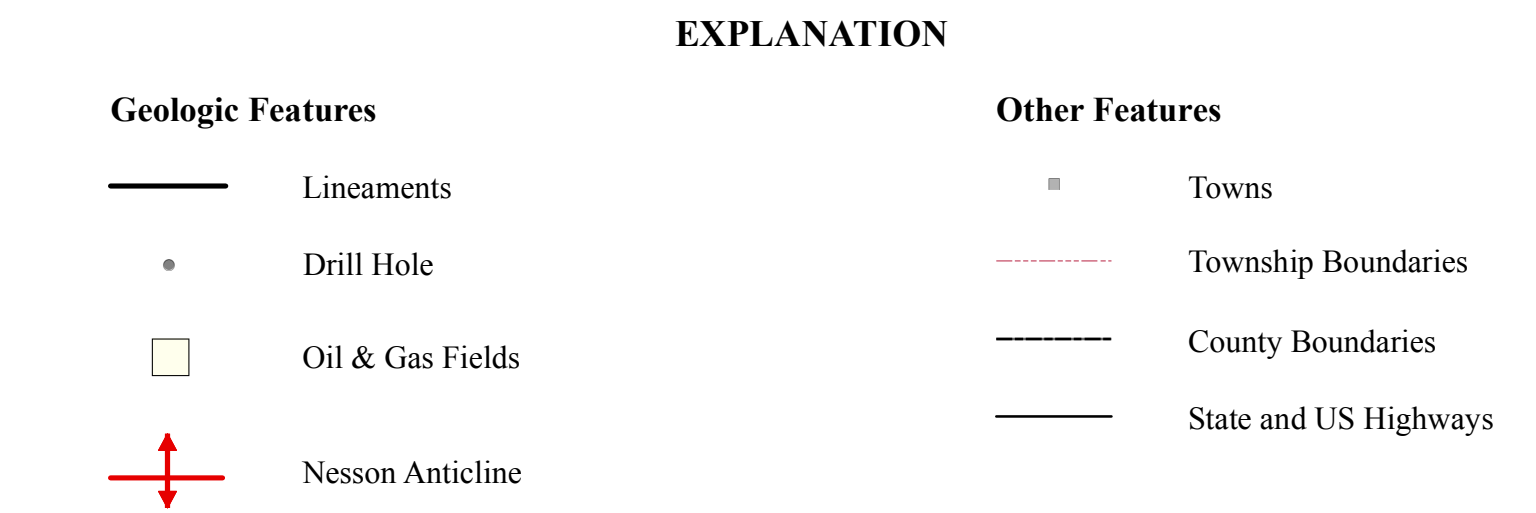 EXPLANATION
Geologic Features
Lineaments
Drill Hole
Oil & Gas Fields
Nesson Anticline
Other Features
Towns
Township Boundaries
County Boundaries
State and US Highways